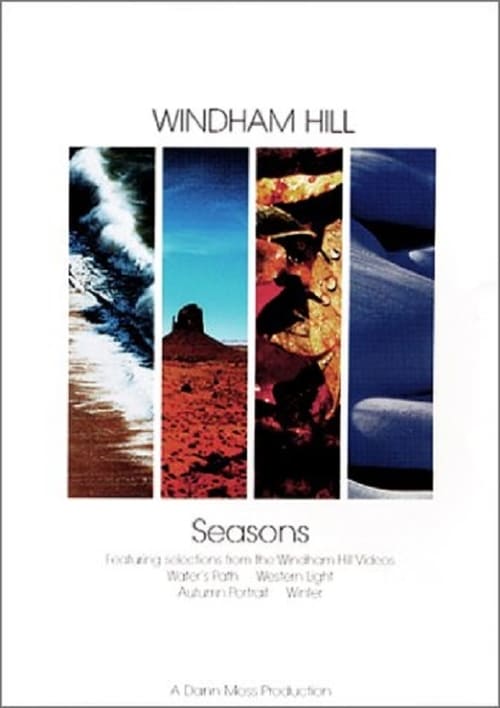 WINDHAM HILL
Seasons
Featuring selections from the Windham Hill Videos
Water's Path Western Light
Autumn Portrait Winter
A Dann Moss Production